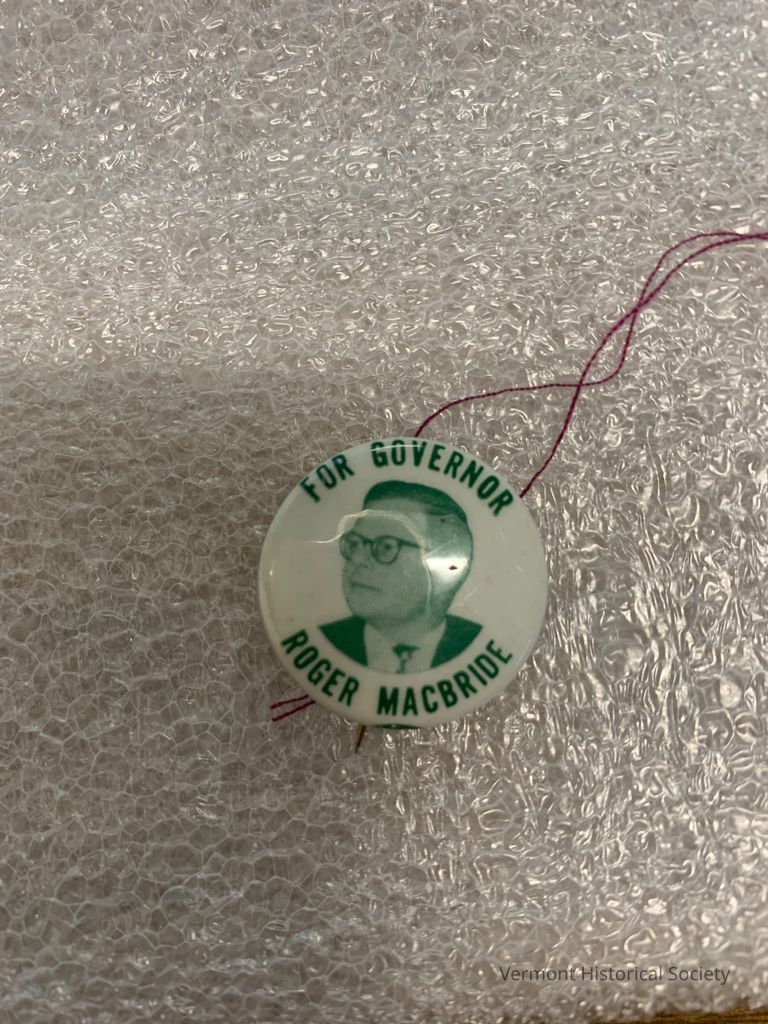 FOR GOVERNOR
ROGER MACBRIDE
Vermont Historical Society